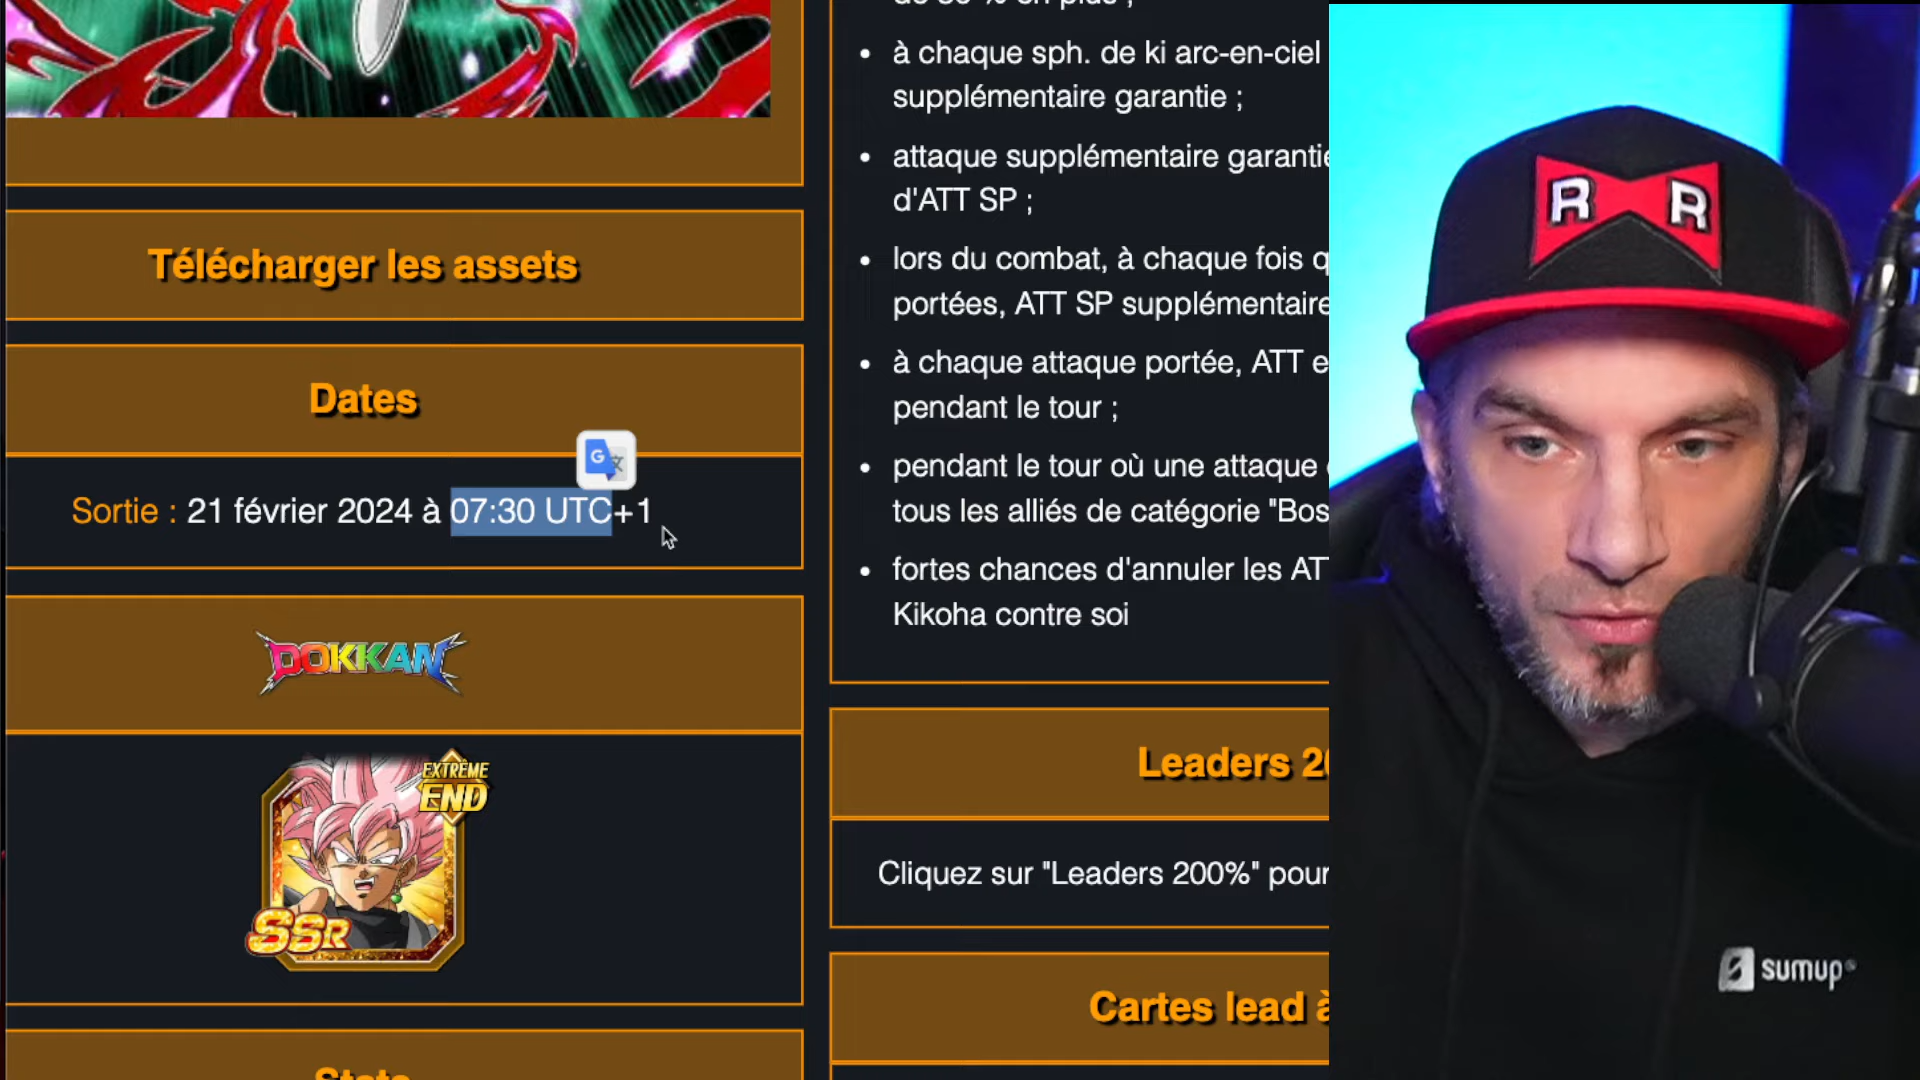 à chaque sph. de ki arc-en-ciel
supplémentaire garantie ;
attaque supplémentaire garantie
d'ATT SP ;
lors du combat, à chaque fois q
portées, ATT SP supplémentaire
à chaque attaque portée, ATT e
pendant le tour ;
pendant le tour où une attaque
tous les alliés de catégorie "Bos
fortes chances d'annuler les AT
Kikoha contre soi
Télécharger les assets
Dates
Sortie : 21 février 2024 à 07:30 UTC+1
DOKKAN
EXTRÊME
END
SSR
Leaders 20
Cliquez sur "Leaders 200%" pour
Cartes lead à
R R
sumup